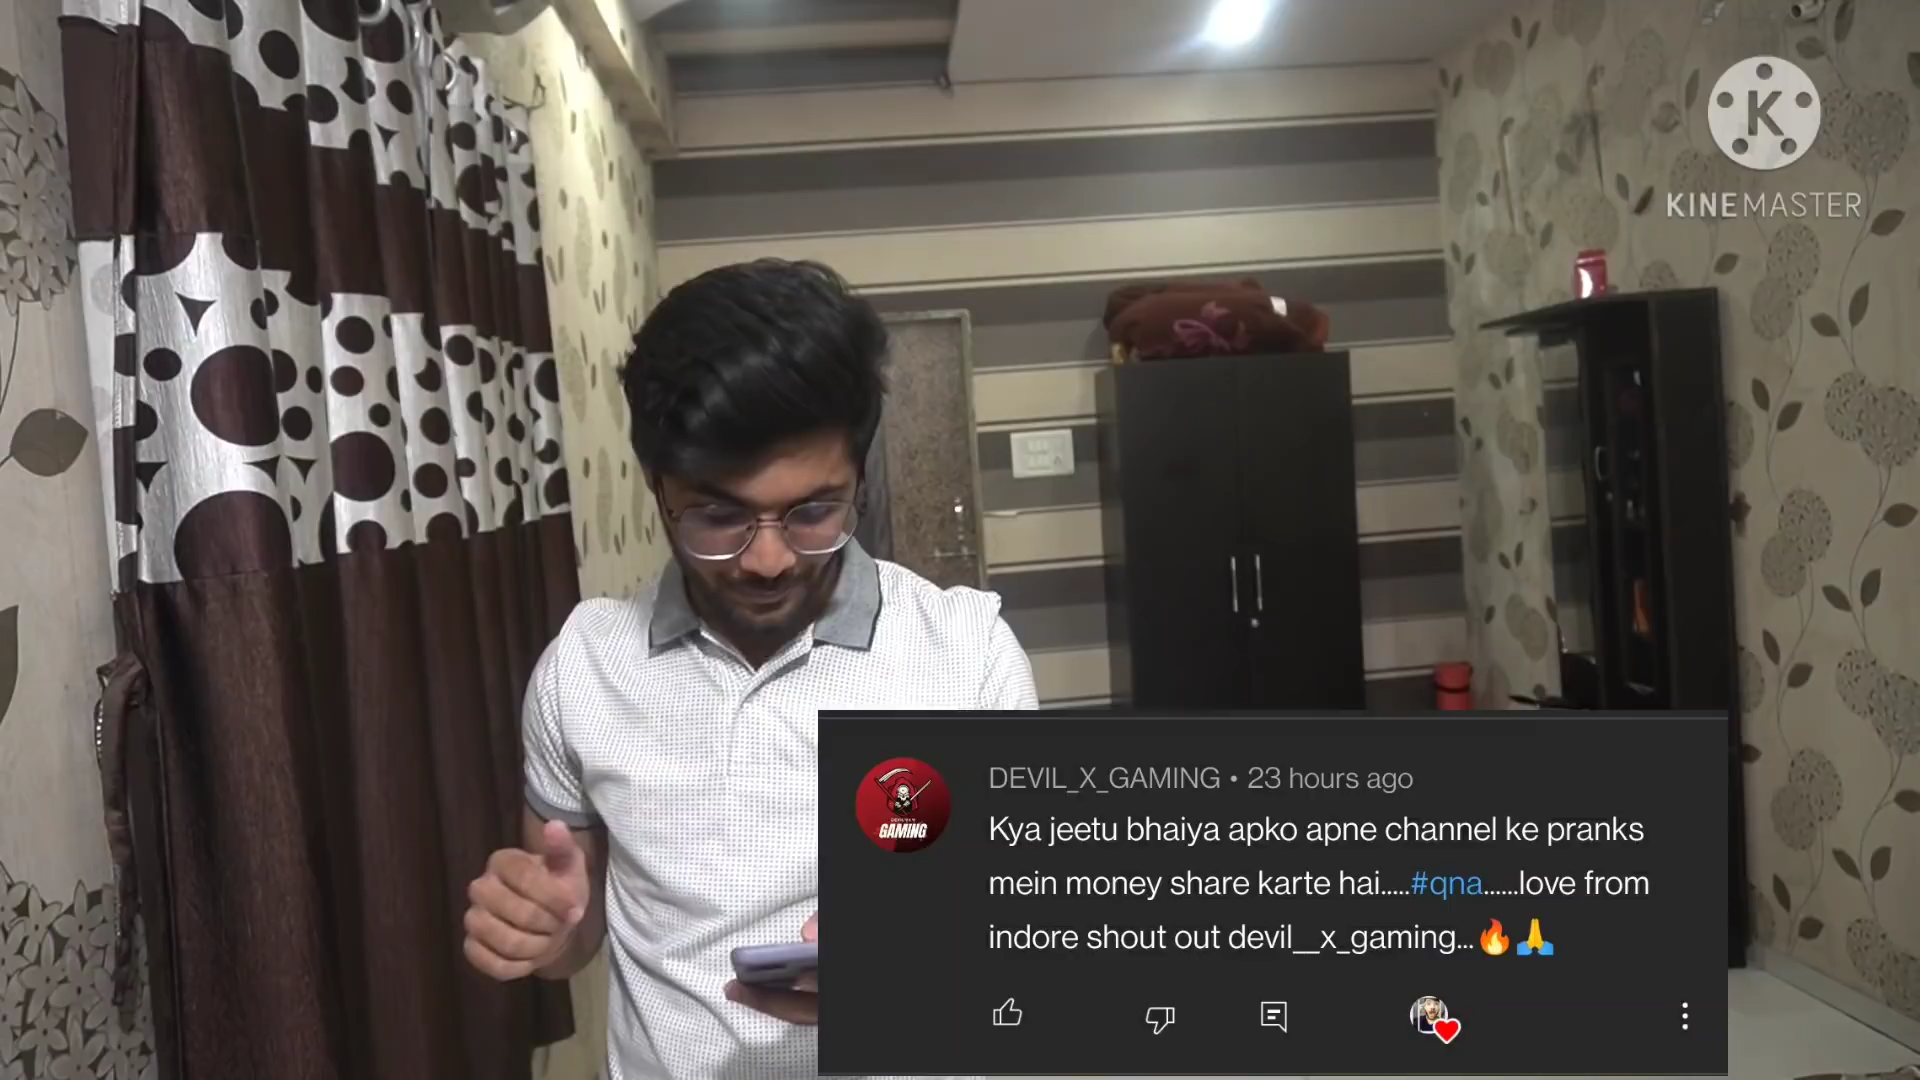 K
KINEMASTER
DEVIL_X_GAMING • 23 hours ago
GAMING
Kya jeetu bhaiya apko apne channel ke pranks
mein money share karte hai.....#qna......love from
indore shout out devil__x_gaming...🔥🙏